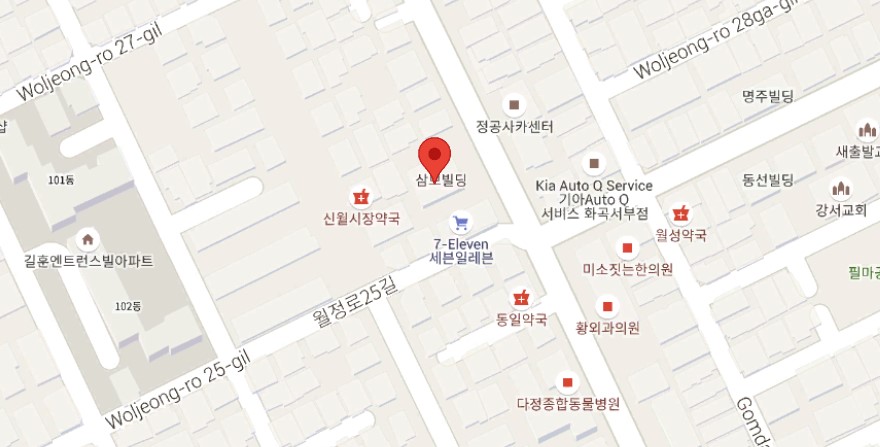 Woljeong-ro 27-gil
Woljeong-ro 28ga-gil
명주빌딩
정공사카센터
샵
101동
삼보빌딩
Kia Auto Q Service
기아Auto Q
서비스 화곡서부점
동선빌딩
강서교회
신월시장약국
월성약국
7-Eleven
세븐일레븐
길훈엔트런스빌아파트
미소짓는한의원
102동
월정로25길
동일약국
황외과의원
Woljeong-ro 25-gil
다정종합동물병원